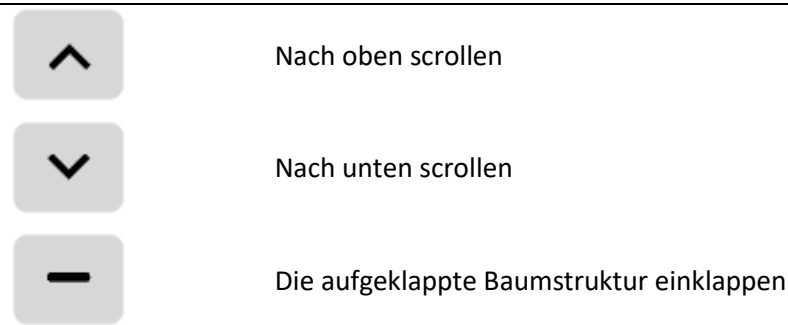 Nach oben scrollen
Nach unten scrollen
Die aufgeklappte Baumstruktur einklappen